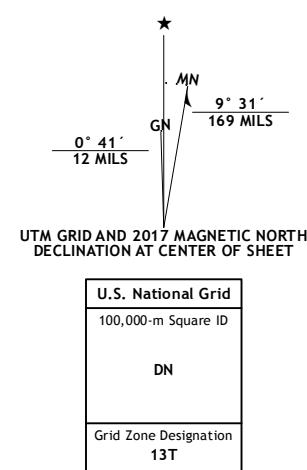 ★
MN
GN
9° 31´
169 MILS
0° 41´
12 MILS
UTM GRID AND 2017 MAGNETIC NORTH
DECLINATION AT CENTER OF SHEET
U.S. National Grid
100,000-m Square ID
DN
Grid Zone Designation
13T